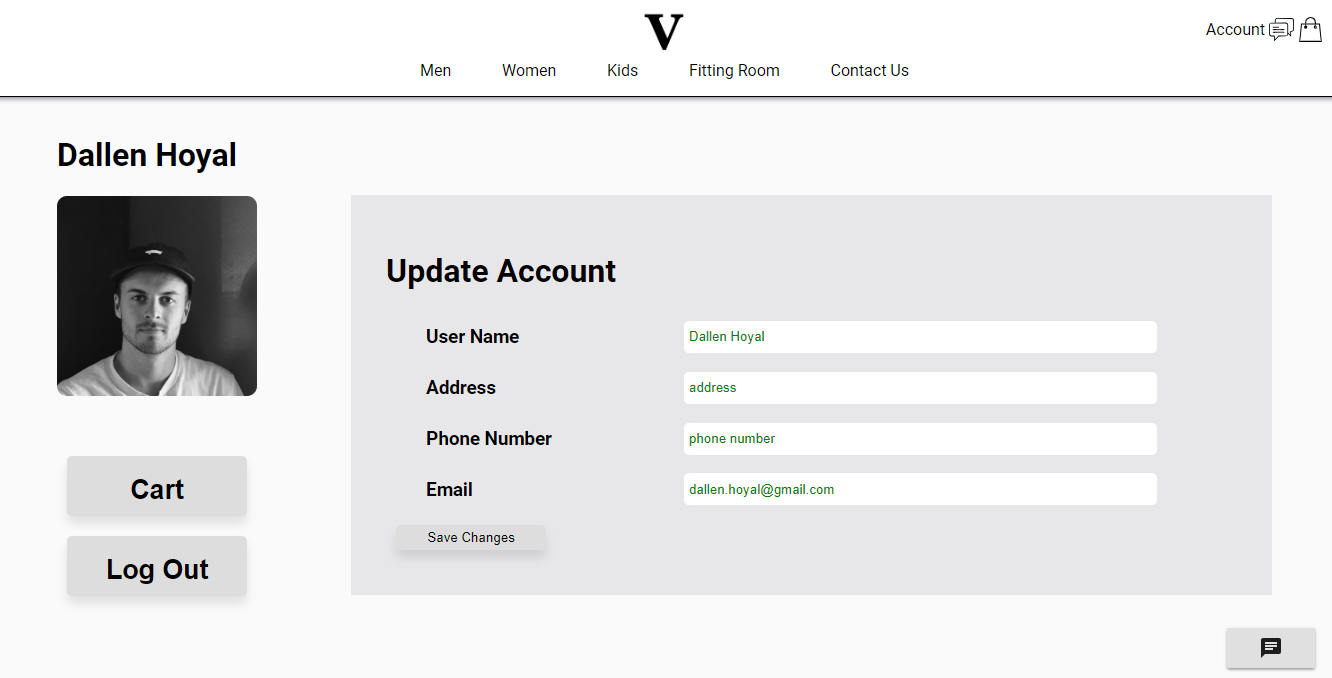 V
Account
Men Women Kids Fitting Room Contact Us
Dallen Hoyal
Update Account
User Name Dallen Hoyal
Address address
Phone Number phone number
Email dallen.hoyal@gmail.com
Save Changes
Cart
Log Out